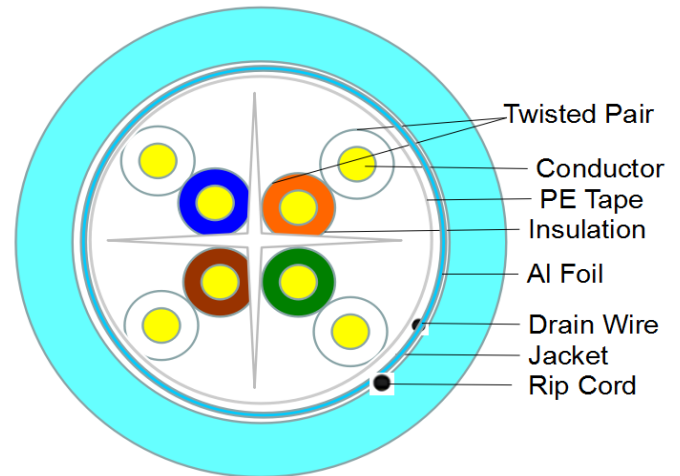 Twisted Pair
Conductor
PE Tape
Insulation
Al Foil
Drain Wire
Jacket
Rip Cord